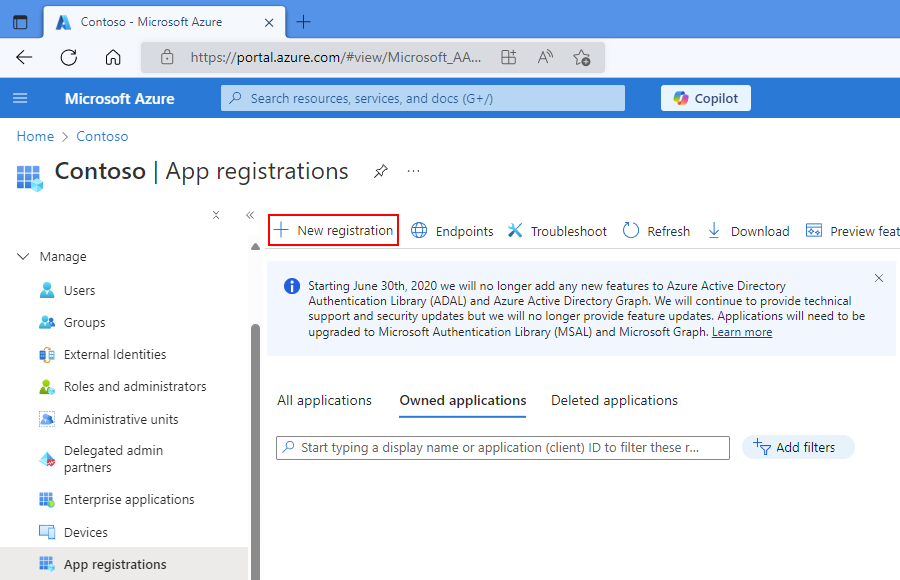 Contoso - Microsoft Azure
https://portal.azure.com/#view/Microsoft_AA...
Microsoft Azure
Search resources, services, and docs (G+/)
Copilot
Home > Contoso
Contoso | App registrations
New registration
Endpoints
Troubleshoot
Refresh
Download
Preview feat
Manage
Users
Groups
External Identities
Roles and administrators
Administrative units
Delegated admin
partners
Enterprise applications
Devices
App registrations
Starting June 30th, 2020 we will no longer add any new features to Azure Active Directory
Authentication Library (ADAL) and Azure Active Directory Graph. We will continue to provide technical
support and security updates but we will no longer provide feature updates. Applications will need to be
upgraded to Microsoft Authentication Library (MSAL) and Microsoft Graph. Learn more
All applications
Owned applications
Deleted applications
Start typing a display name or application (client) ID to filter these r...
Add filters